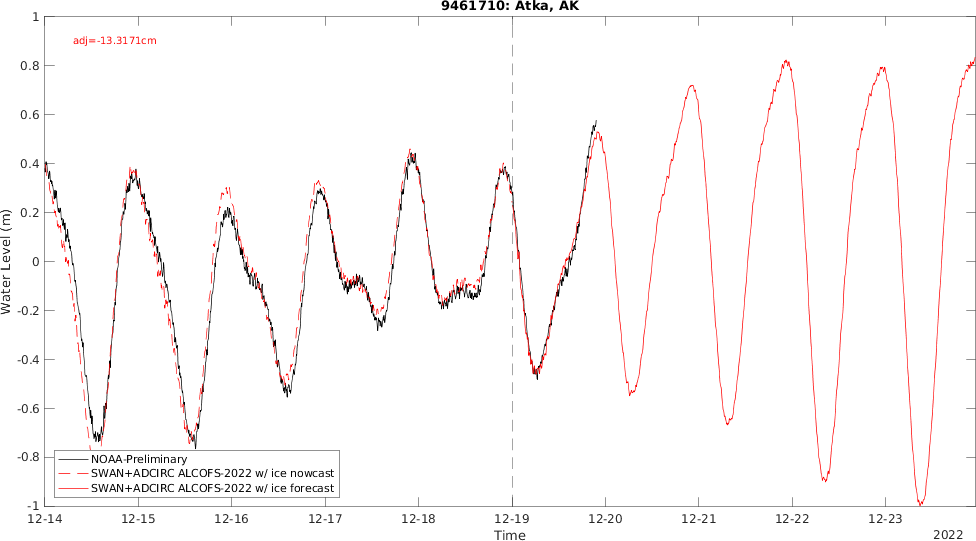 9461710: Atka, AK
adj=-13.3171cm
1
0.8
0.6
0.4
0.2
0
-0.2
-0.4
-0.6
-0.8
-1
Water Level (m)
NOAA-Preliminary
SWAN+ADCIRC ALCOFS-2022 w/ ice nowcast
SWAN+ADCIRC ALCOFS-2022 w/ ice forecast
12-14 12-15 12-16 12-17 12-18 12-19 12-20 12-21 12-22 12-23
Time
2022